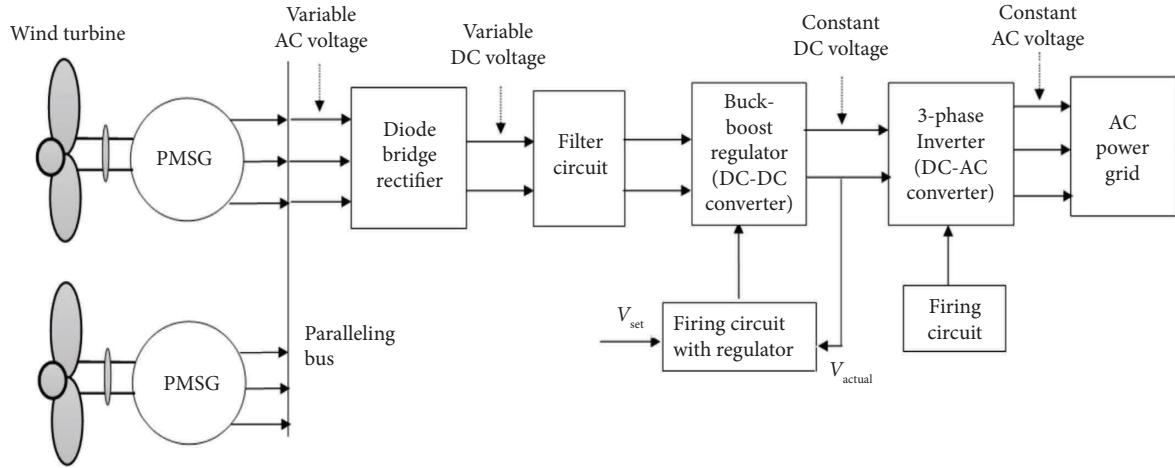 Wind turbine
Variable
AC voltage
Variable
DC voltage
Constant
DC voltage
Constant
AC voltage
PMSG
Diode
bridge
rectifier
Filter
circuit
Buck-
boost
regulator
(DC-DC
converter)
3-phase
Inverter
(DC-AC
converter)
AC
power
grid
Paralleling
bus
PMSG
Vset
Firing circuit
with regulator
Vactual
Firing
circuit